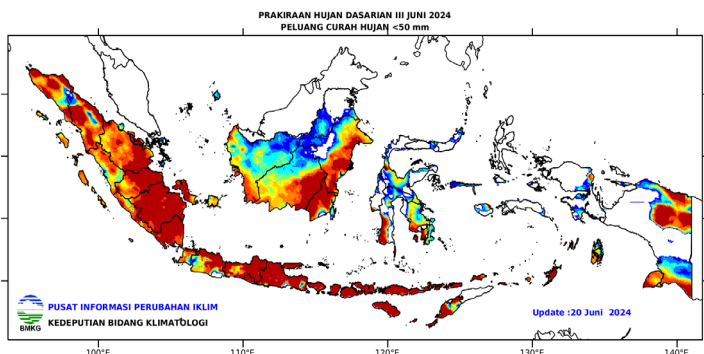 PRAKIRAAN HUJAN DASARIAN III JUNI 2024
PELUANG CURAH HUJAN <50 mm
PUSAT INFORMASI PERUBAHAN IKLIM
KEDEPUTIAN BIDANG KLIMATOLOGI
BMKG
Update :20 Juni 2024
100°E 110°E 120°E 130°E 140°E